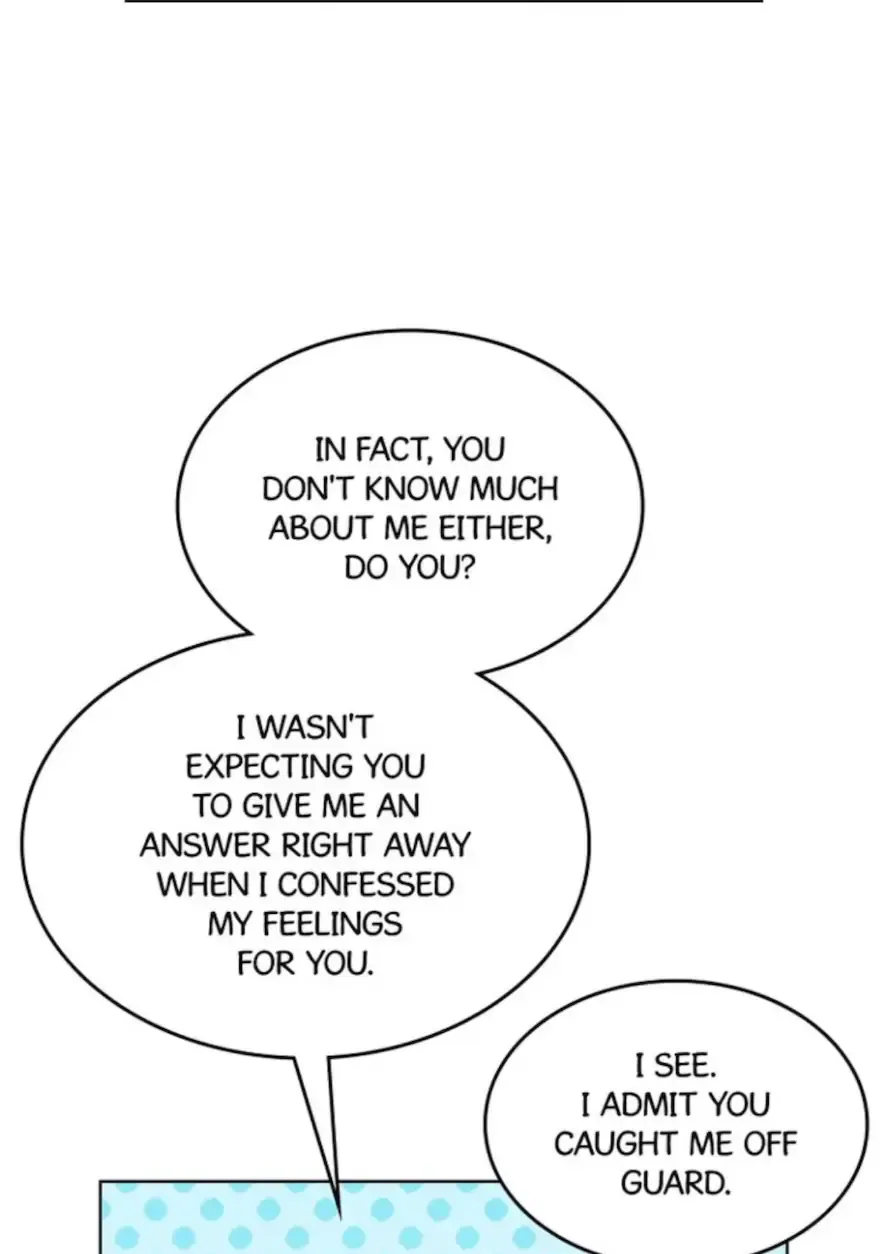 IN FACT, YOU
DON'T KNOW MUCH
ABOUT ME EITHER,
DO YOU?
I WASN'T
EXPECTING YOU
TO GIVE ME AN
ANSWER RIGHT AWAY
WHEN I CONFESSED
MY FEELINGS
FOR YOU.
I SEE.
I ADMIT YOU
CAUGHT ME OFF
GUARD.